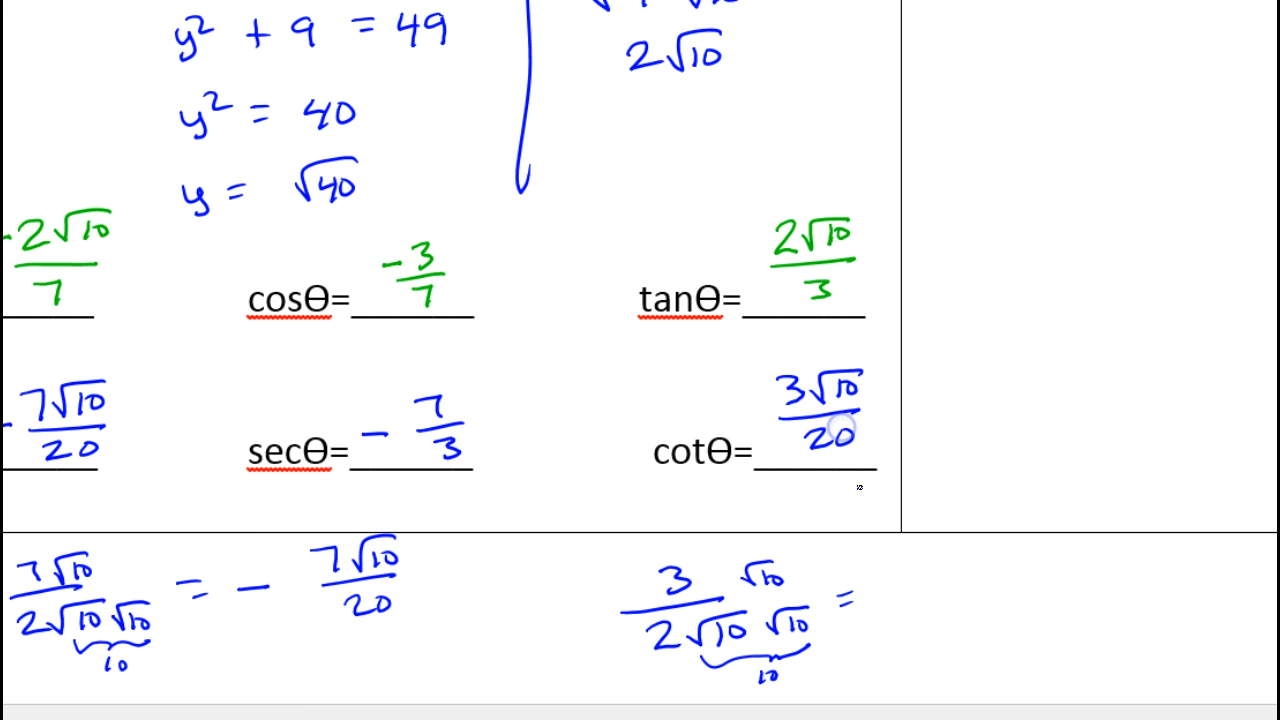 y² + 9 = 49
2√10
y² = 40
y = √40
-2√10/7 cosθ= -3/7 tanθ= 2√10/3
-7√10/20 secθ= -7/3 cotθ= 3√10/20
7√10/2√10√10 = -7√10/20 3√10/2√10√10 =
10 10